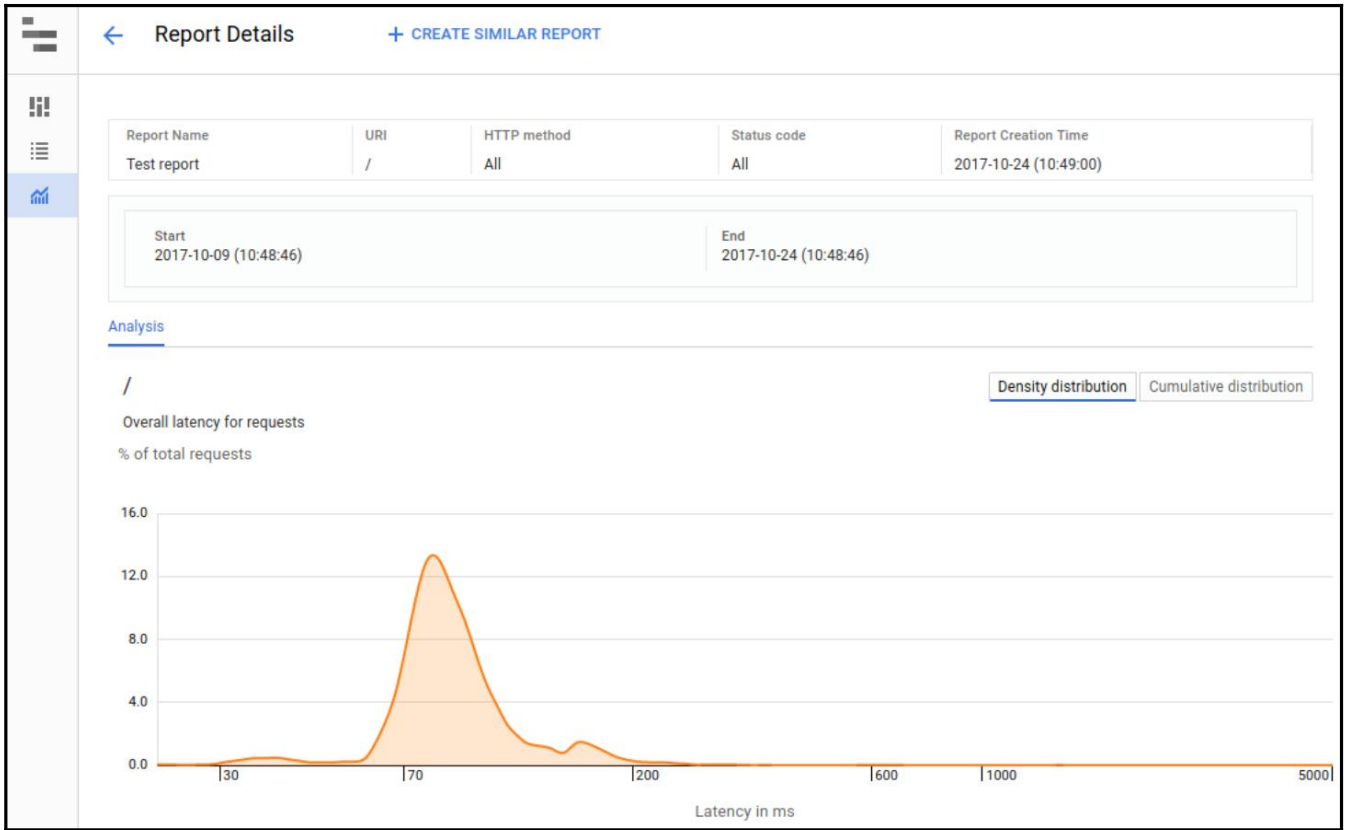 Report Details + CREATE SIMILAR REPORT
Report Name URI HTTP method Status code Report Creation Time
Test report / All All 2017-10-24 (10:49:00)
Start End
2017-10-09 (10:48:46) 2017-10-24 (10:48:46)
Analysis
/ Density distribution Cumulative distribution
Overall latency for requests
% of total requests
16.0
12.0
8.0
4.0
0.0
30 70 200 600 1000 5000
Latency in ms